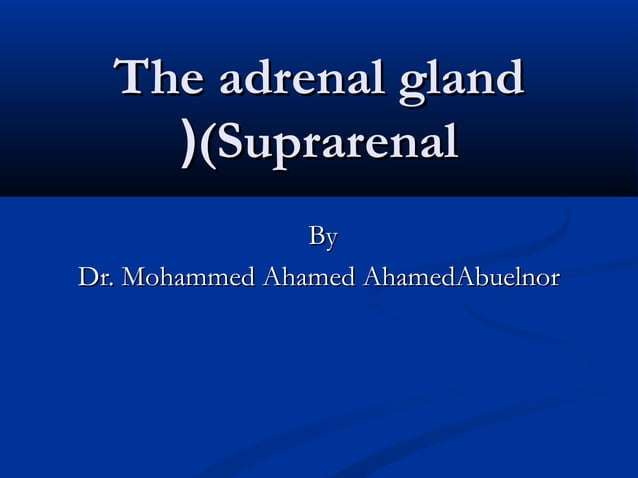 The adrenal gland
((Suprarenal
By
Dr. Mohammed Ahamed AhamedAbuelnor